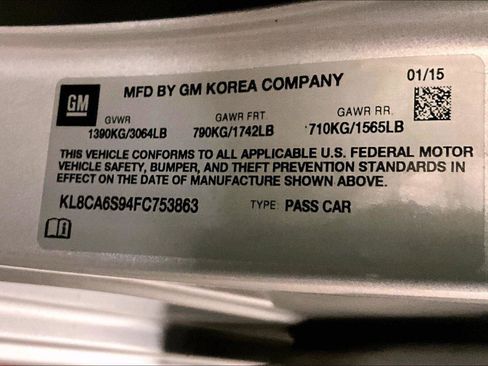 GM
MFD BY GM KOREA COMPANY
01/15
GVWR
GAWR FRT.
GAWR RR.
1390KG/3064LB
790KG/1742LB
710KG/1565LB
THIS VEHICLE CONFORMS TO ALL APPLICABLE U.S. FEDERAL MOTOR
VEHICLE SAFETY, BUMPER, AND THEFT PREVENTION STANDARDS IN
EFFECT ON THE DATE OF MANUFACTURE SHOWN ABOVE.
KL8CA6S94FC753863
TYPE: PASS CAR